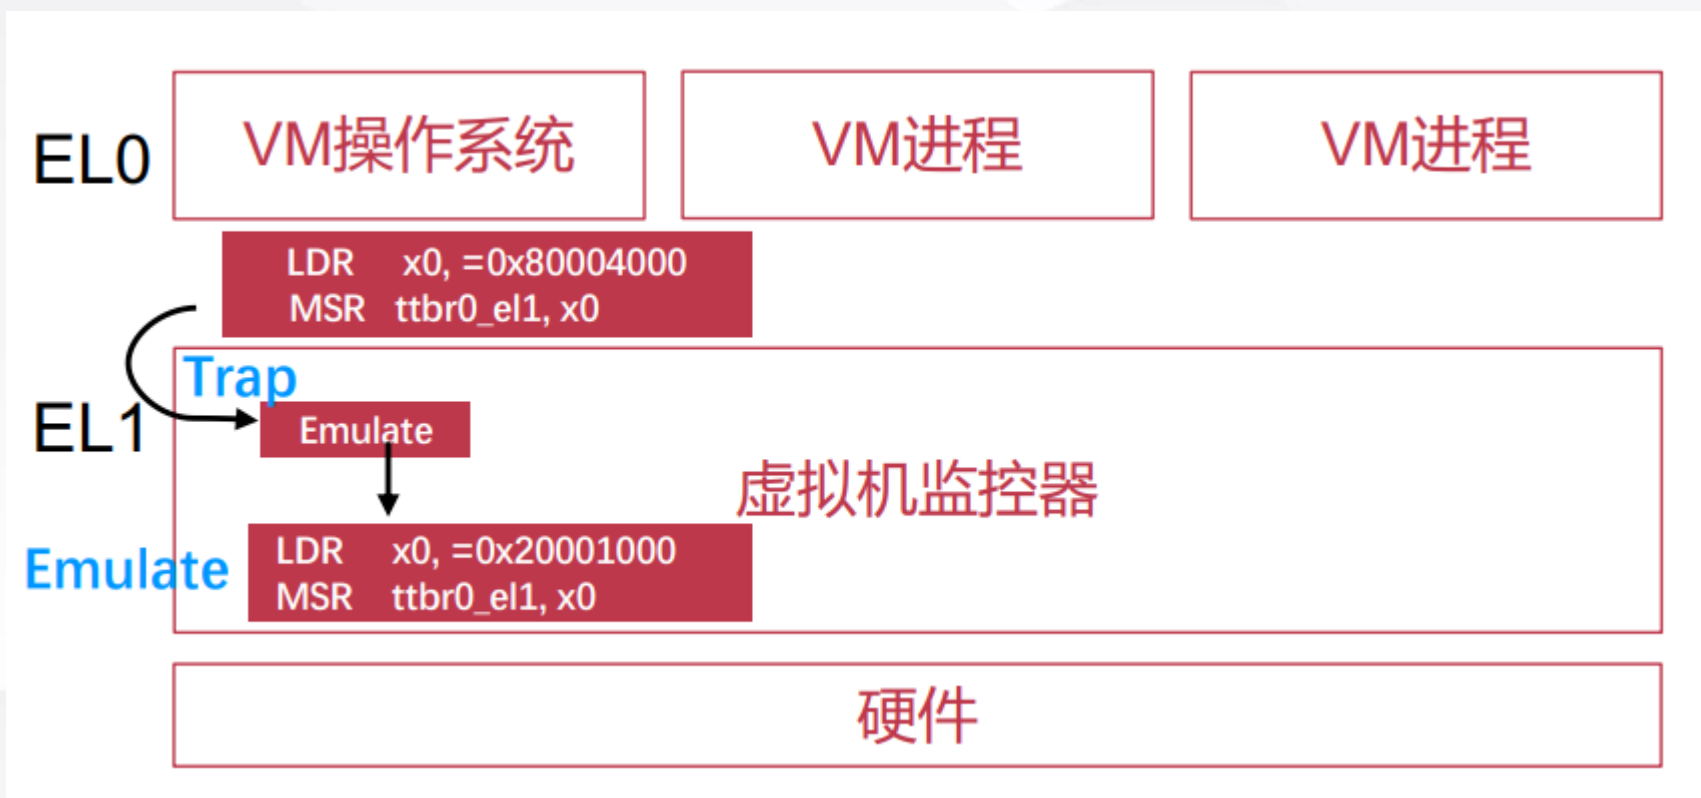 EL0
VM操作系统
VM进程
VM进程
LDR x0, =0x80004000
MSR ttbr0_el1, x0
Trap
EL1
Emulate
虚拟机监控器
Emulate
LDR x0, =0x20001000
MSR ttbr0_el1, x0
硬件